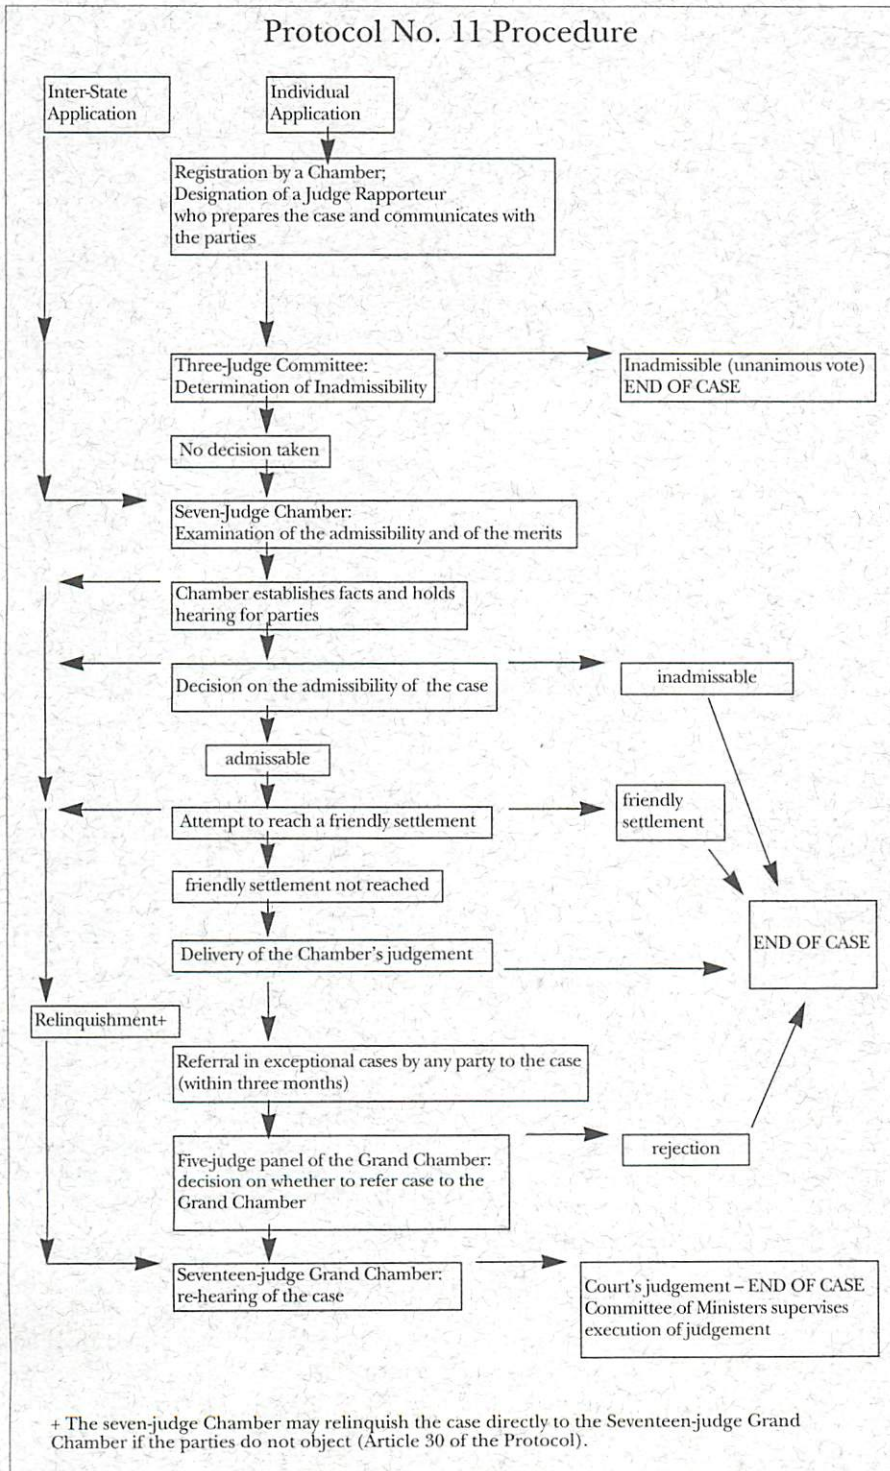 Protocol No. 11 Procedure
Inter-State
Application
Individual
Application
Registration by a Chamber;
Designation of a Judge Rapporteur
who prepares the case and communicates with
the parties
Three-Judge Committee:
Determination of Inadmissibility
Inadmissible (unanimous vote)
END OF CASE
No decision taken
Seven-Judge Chamber:
Examination of the admissibility and of the merits
Chamber establishes facts and holds
hearing for parties
Decision on the admissibility of the case
inadmissable
admissable
Attempt to reach a friendly settlement
friendly
settlement
friendly settlement not reached
Delivery of the Chamber's judgement
END OF CASE
Relinquishment+
Referral in exceptional cases by any party to the case
(within three months)
Five-judge panel of the Grand Chamber:
decision on whether to refer case to the
Grand Chamber
rejection
Seventeen-judge Grand Chamber:
re-hearing of the case
Court's judgement – END OF CASE
Committee of Ministers supervises
execution of judgement
+ The seven-judge Chamber may relinquish the case directly to the Seventeen-judge Grand
Chamber if the parties do not object (Article 30 of the Protocol).